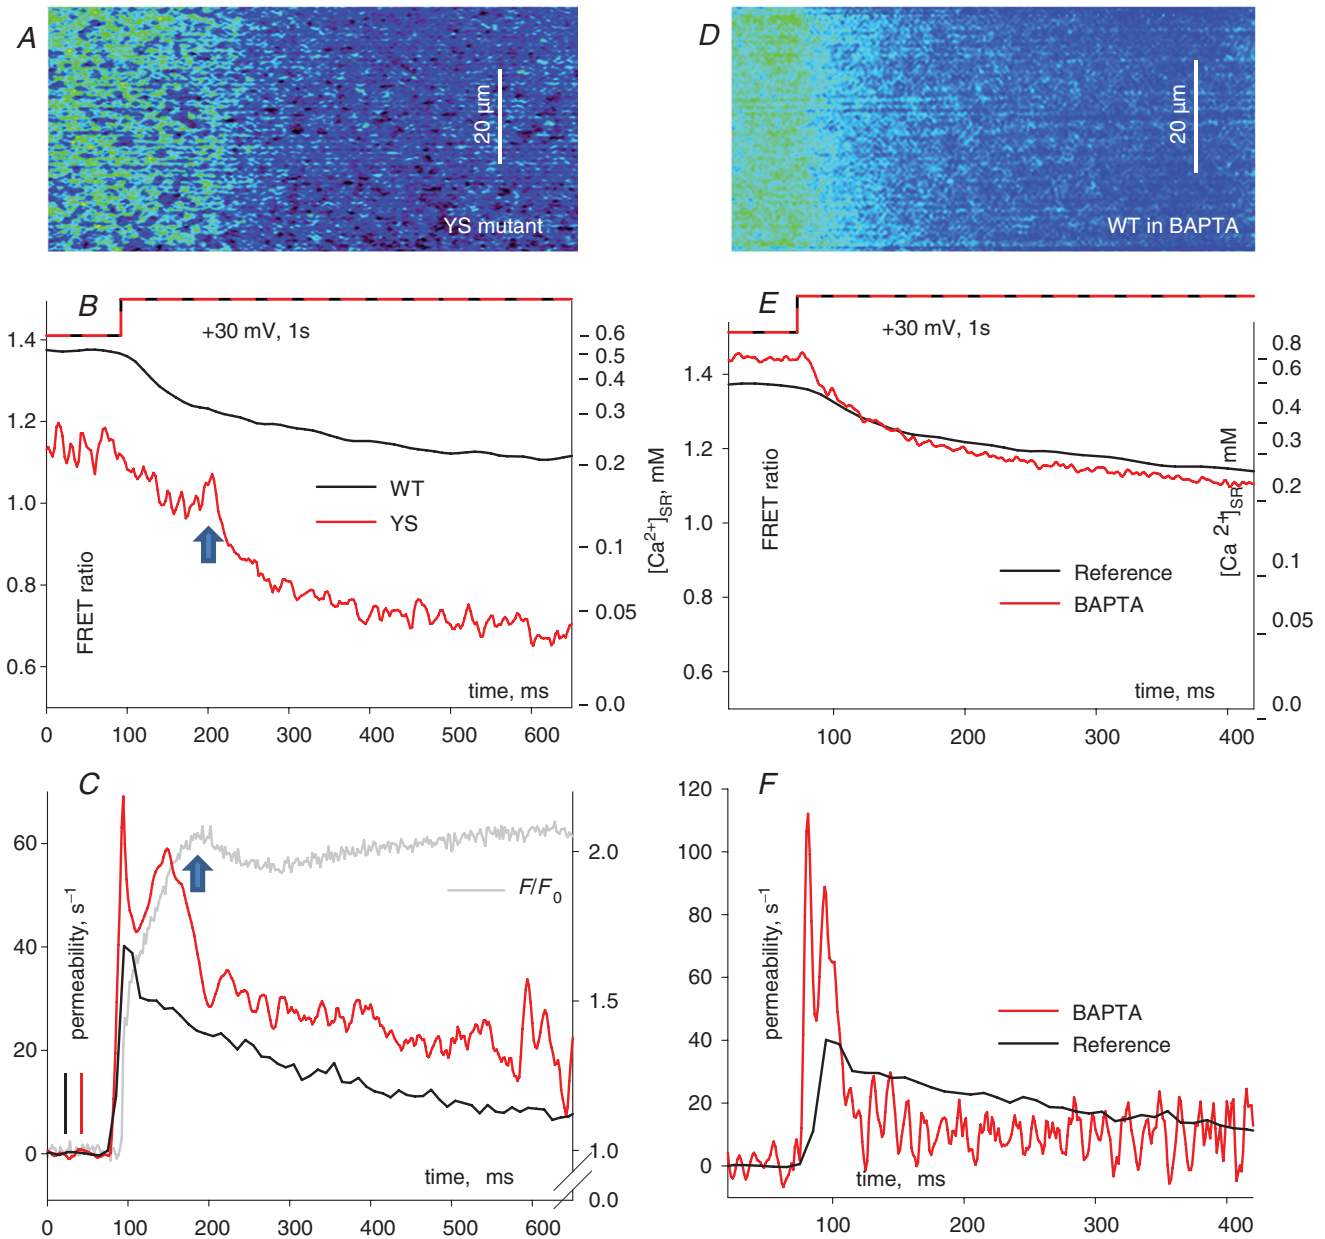 A
20 µm
YS mutant
D
20 µm
WT in BAPTA
B
+30 mV, 1s
1.4
1.2
1.0
0.8
0.6
FRET ratio
WT
YS
0.6
0.5
0.4
0.3
0.2
0.1
0.05
0.0
[Ca2+]SR, mM
time, ms
0
100
200
300
400
500
600
E
+30 mV, 1s
1.4
1.2
1.0
0.8
0.6
FRET ratio
Reference
BAPTA
0.8
0.6
0.4
0.3
0.2
0.1
0.05
0.0
[Ca 2+]SR mM
time, ms
100
200
300
400
C
60
40
20
0
permeability, s−1
F/F0
2.0
1.5
1.0
0.0
time, ms
0
100
200
300
400
500
600
F
120
100
80
60
40
20
0
permeability, s−1
BAPTA
Reference
time, ms
100
200
300
400